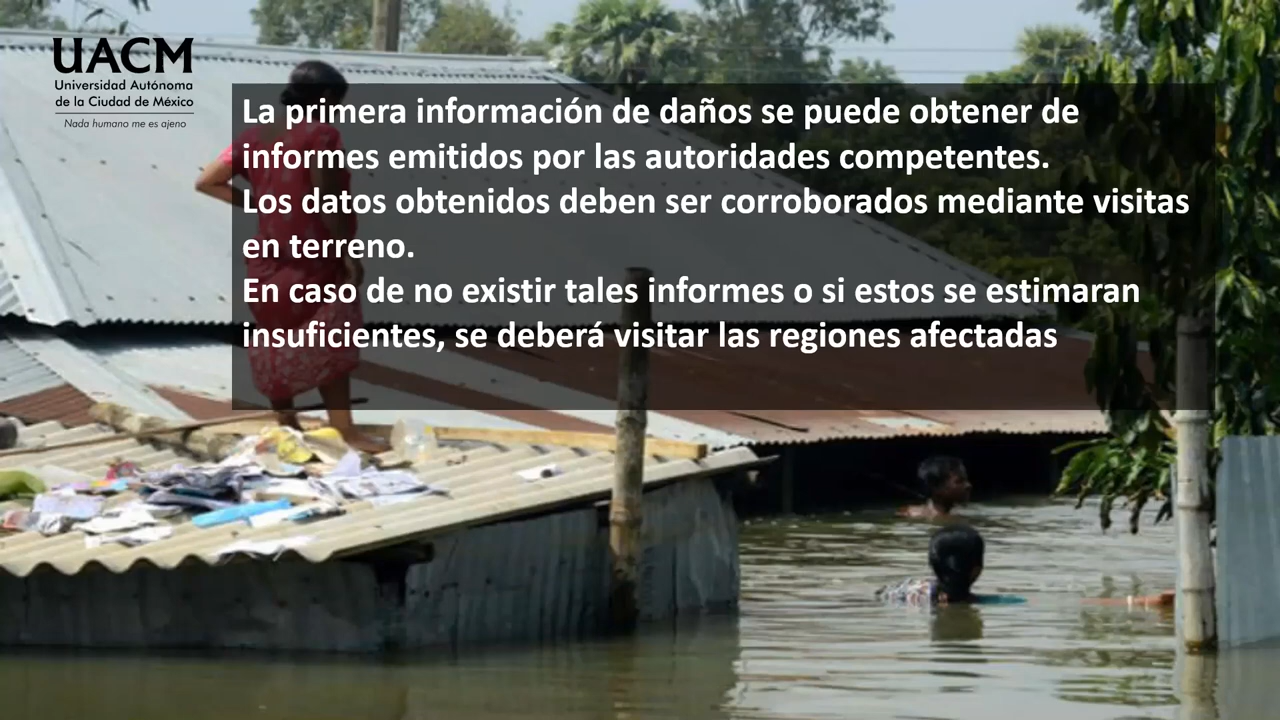 UACM
Universidad Autónoma
de la Ciudad de México
Nada humano me es ajeno
La primera información de daños se puede obtener de
informes emitidos por las autoridades competentes.
Los datos obtenidos deben ser corroborados mediante visitas
en terreno.
En caso de no existir tales informes o si estos se estimaran
insuficientes, se deberá visitar las regiones afectadas